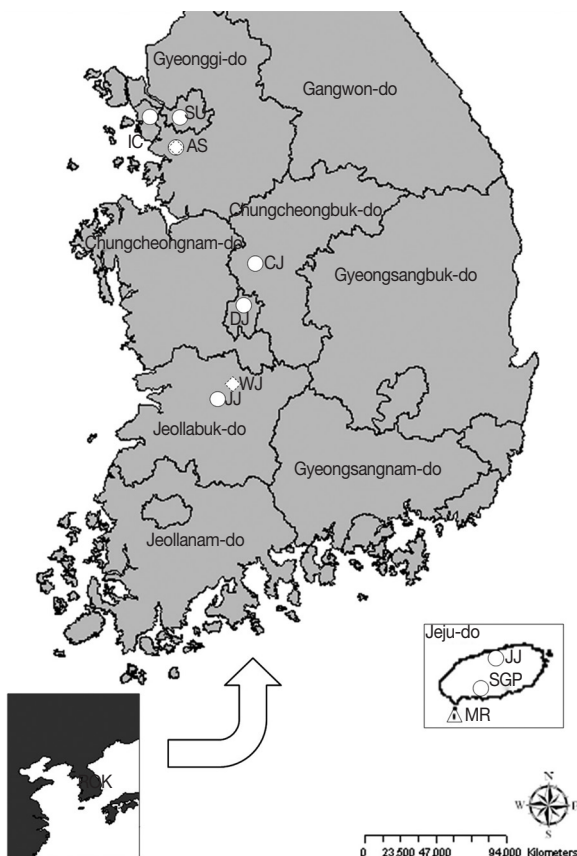 Gyeonggi-do
Gangwon-do
SU
IC
AS
Chungcheongbuk-do
Chungcheongnam-do
CJ
Gyeongsangbuk-do
DJ
WJ
JJ
Jeollabuk-do
Gyeongsangnam-do
Jeollanam-do
Jeju-do
JJ
SGP
MR
ROK
N
W E
S
0 23.500 47.000 94.000 Kilometers